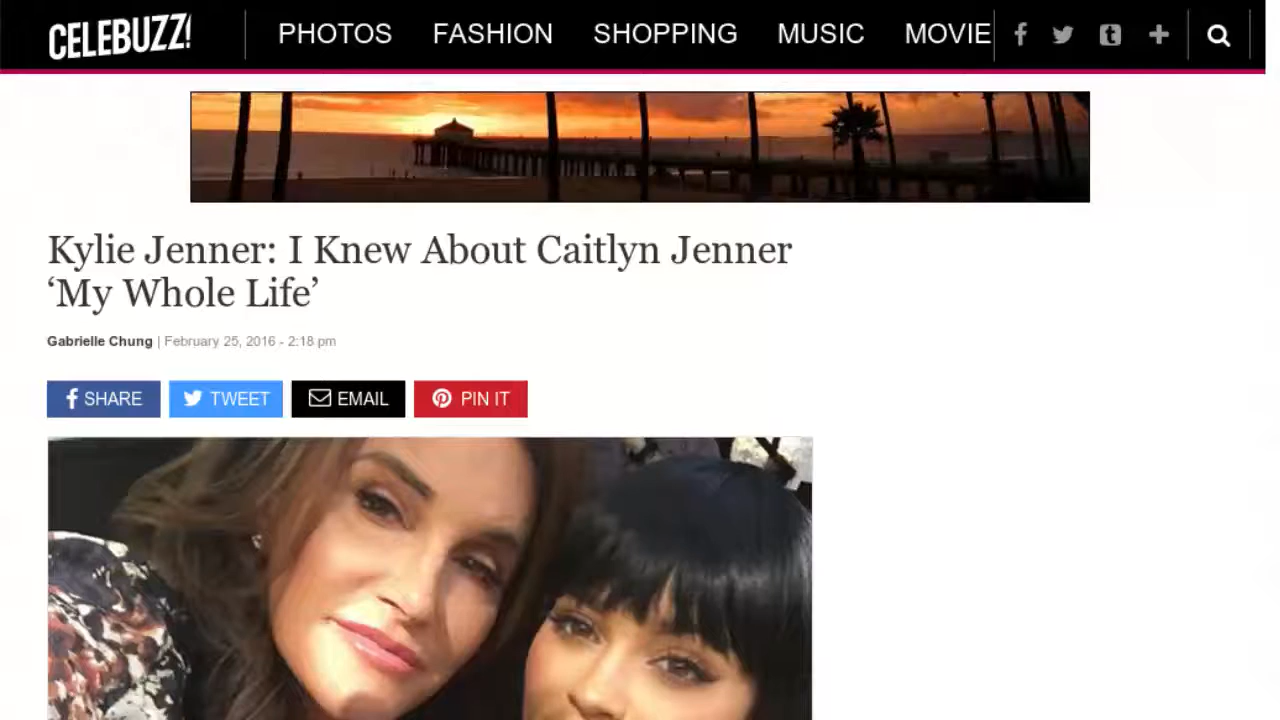 CELEBUZZ!
PHOTOS FASHION SHOPPING MUSIC MOVIE
Kylie Jenner: I Knew About Caitlyn Jenner
‘My Whole Life’
Gabrielle Chung | February 25, 2016 - 2:18 pm
SHARE TWEET EMAIL PIN IT